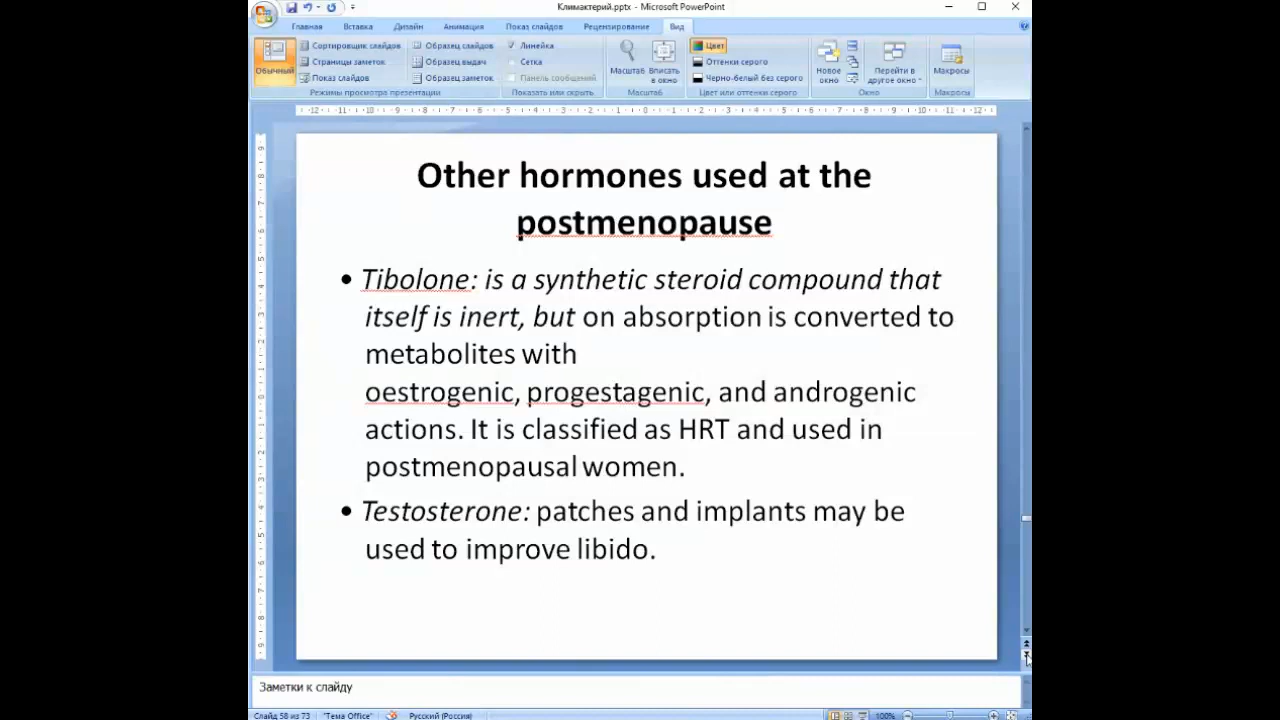 Климактерий.pptx - Microsoft PowerPoint
Главная Вставка Дизайн Анимация Показ слайдов Рецензирование Вид
Обычный
Сортировщик слайдов
Страницы заметок
Показ слайдов
Образец слайдов
Образец выдач
Образец заметок
Режимы просмотра презентации
Линейка
Сетка
Панель сообщений
Показать или скрыть
Масштаб
Вписать в окно
Масштаб
Цвет
Оттенки серого
Черно-белый без серого
Цвет или оттенки серого
Новое окно
Перейти в другое окно
Окно
Макросы
Макросы
Other hormones used at the
postmenopause
• Tibolone: is a synthetic steroid compound that
itself is inert, but on absorption is converted to
metabolites with
oestrogenic, progestagenic, and androgenic
actions. It is classified as HRT and used in
postmenopausal women.
• Testosterone: patches and implants may be
used to improve libido.
Заметки к слайду
Слайд 58 из 73 "Тема Office" Русский (Россия) 100%